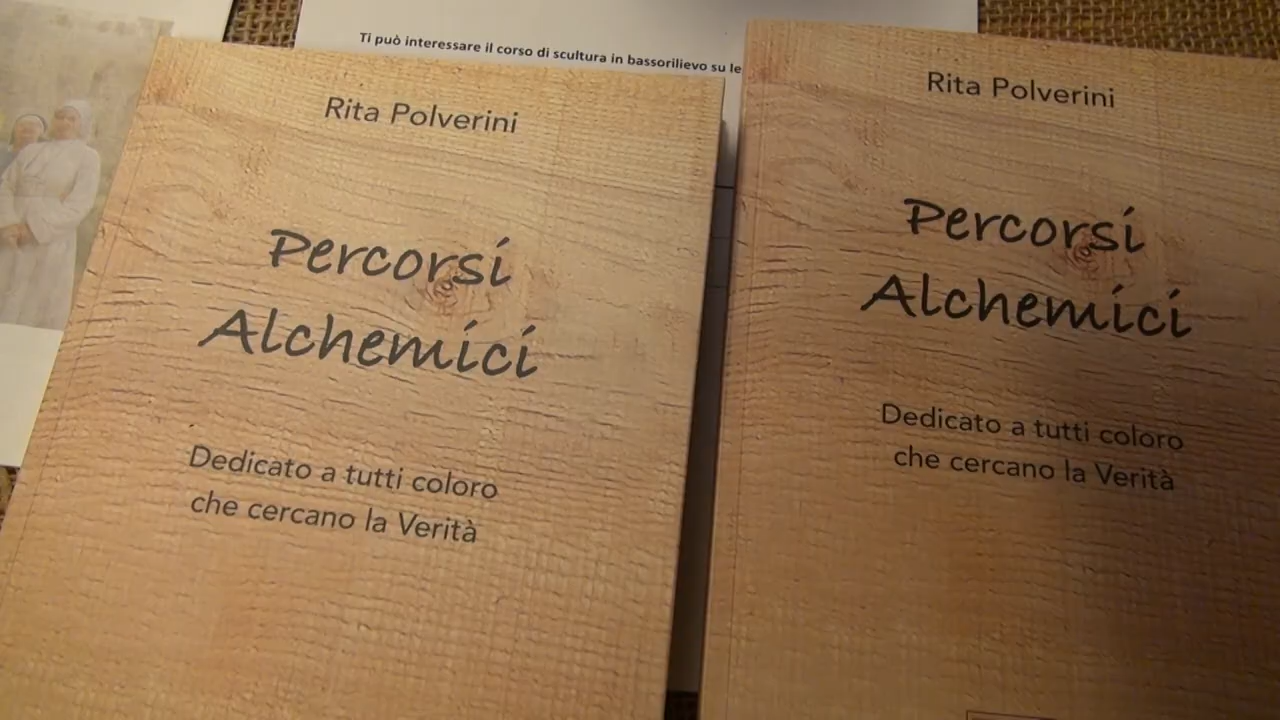 Ti può interessare il corso di scultura in bassorilievo su
Rita Polverini
Percorsi
Alchemici
Dedicato a tutti coloro
che cercano la Verità
Rita Polverini
Percorsi
Alchemici
Dedicato a tutti coloro
che cercano la Verità